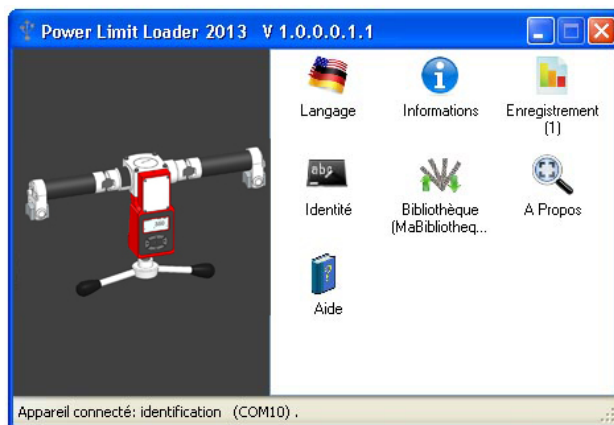 Power Limit Loader 2013 V 1.0.0.0.1.1
Langage
Informations
Enregistrement
(1)
abc
Identité
Bibliothèque
(MaBibliotheq...
A Propos
Aide
Appareil connecté: identification (COM10) .